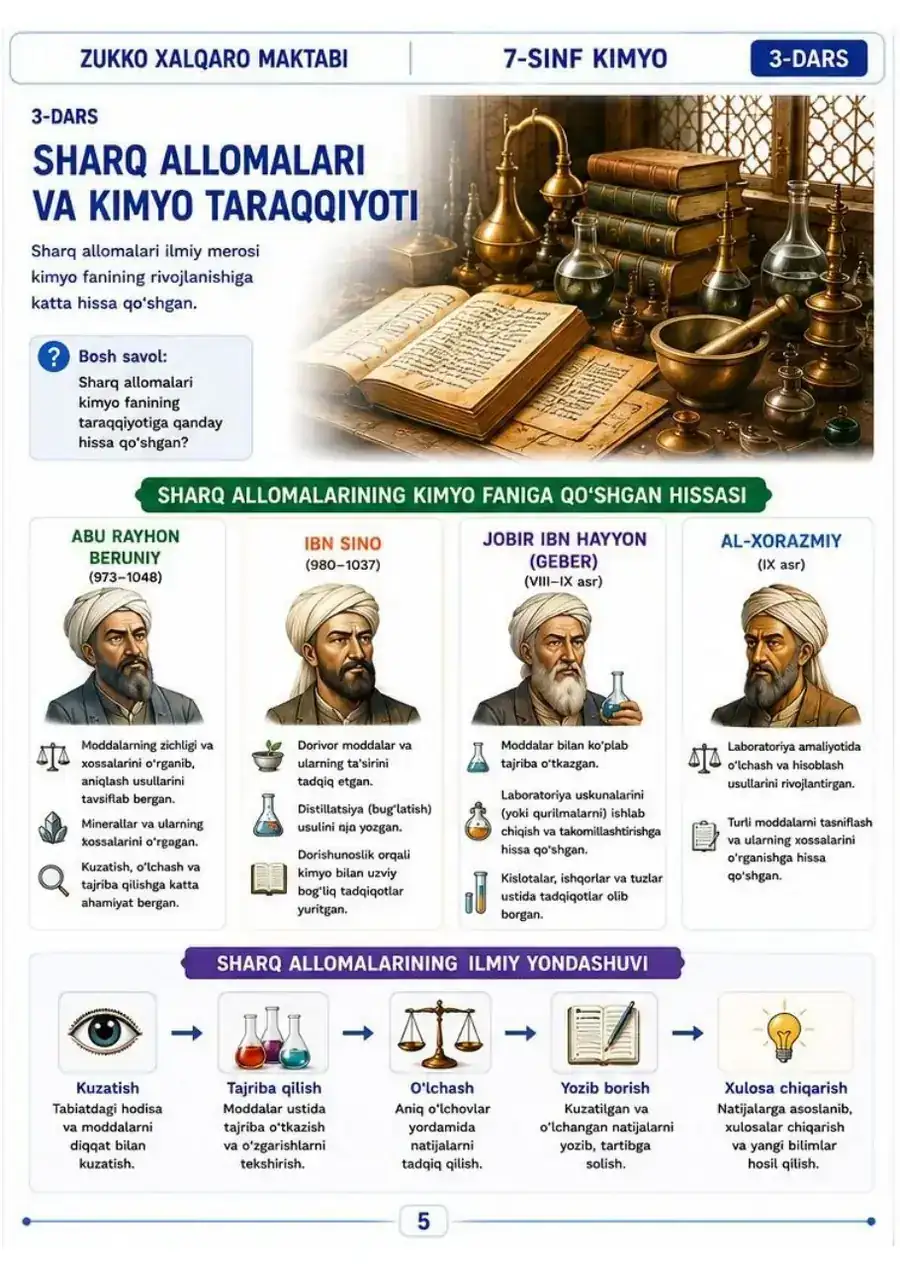 ZUKKO XALQARO MAKTABI
7-SINF KIMYO
3-DARS
3-DARS
SHARQ ALLOMALARI
VA KIMYO TARAQQIYOTI
Sharq allomalari ilmiy merosi
kimyo fanining rivojlanishiga
katta hissa qo‘shgan.
?
Bosh savol:
Sharq allomalari
kimyo fanining
taraqqiyotiga qanday
hissa qo‘shgan?
SHARQ ALLOMALARINING KIMYO FANIGA QO‘SHGAN HISSASI
ABU RAYHON
BERUNIY
(973–1048)
Moddalarning zichligi va
xossalarini o‘rganib,
aniqlash usullarini
tavsiflab bergan.
Minerallar va ularning
xossalarini o‘rgagan.
Kuzatish, o‘lchash va
tajriba qilishga katta
ahamiyat bergan.
IBN SINO
(980–1037)
Dorivor moddalar va
ularning ta’sirini
tadqiq etgan.
Distillatsiya (bug‘latish)
usulini qja yozgan.
Dorishunoslik orqali
kimyo bilan uzviy
bog‘liq tadqiqotlar
yuritgan.
JOBIR IBN HAYYON
(GEBER)
(VIII–IX asr)
Moddalar bilan ko‘plab
tajriba o‘tkazgan.
Laboratoriya uskunalarini
(yoki qurilmalarni) ishlab
chiqish va takomillashtirishga
hissa qo‘shgan.
Kislotalar, ishqorlar va tuzlar
ustida tadqiqotlar olib
borgan.
AL-XORAZMIY
(IX asr)
Laboratoriya amaliyotida
o‘lchash va hisoblash
usullarini rivojlantirgan.
Turli moddalarni tasniflash
va ularning xossalarini
o‘rganishga hissa
qo‘shgan.
SHARQ ALLOMALARINING ILMIY YONDASHUVI
Kuzatish
Tabiatdagi hodisa
va moddalarni
diqqat bilan
kuzatish.
Tajriba qilish
Moddalar ustida
tajriba o‘tkazish
va o‘zgarishlarni
tekshirish.
O‘lchash
Aniq o‘lchovlar
yordamida
natijalarni
tadqiq qilish.
Yozib borish
Kuzatilgan va
o‘lchangan natijalarni
yozib, tartibga
solish.
Xulosa chiqarish
Natijalarga asoslanib,
xulosalar chiqarish
va yangi bilimlar
hosil qilish.
5